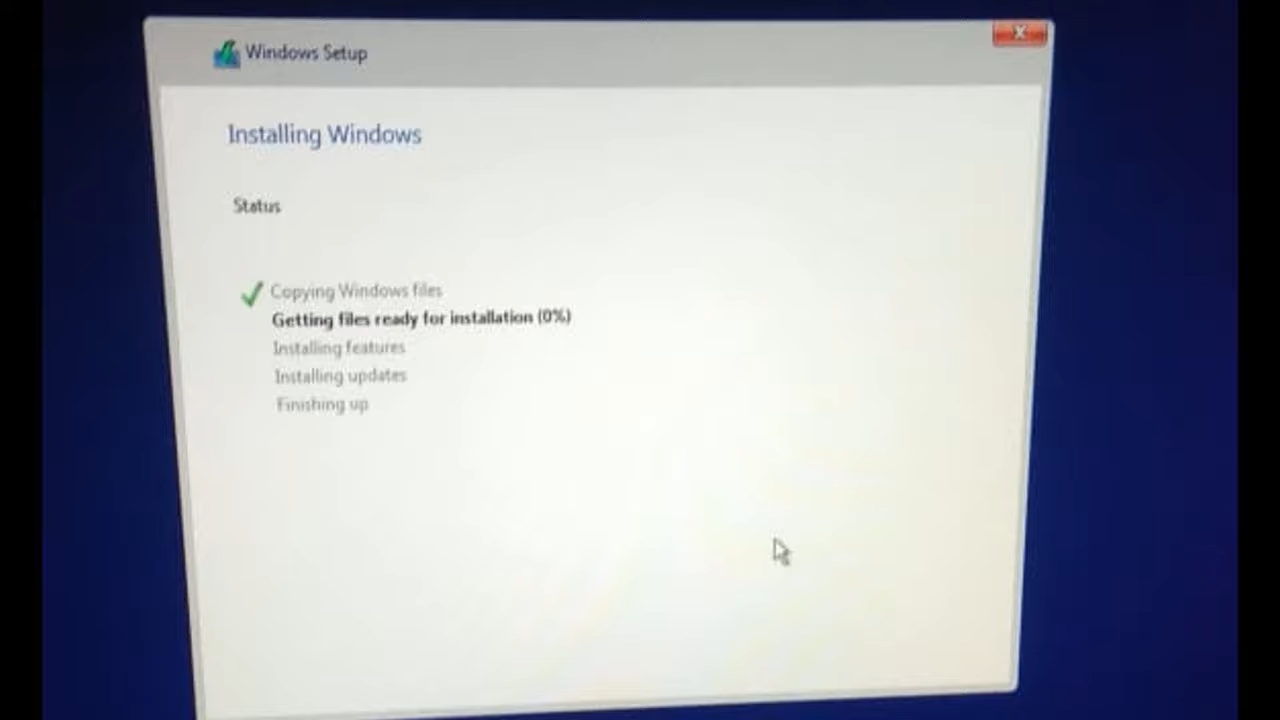 Windows Setup
Installing Windows
Status
Copying Windows files
Getting files ready for installation (0%)
Installing features
Installing updates
Finishing up